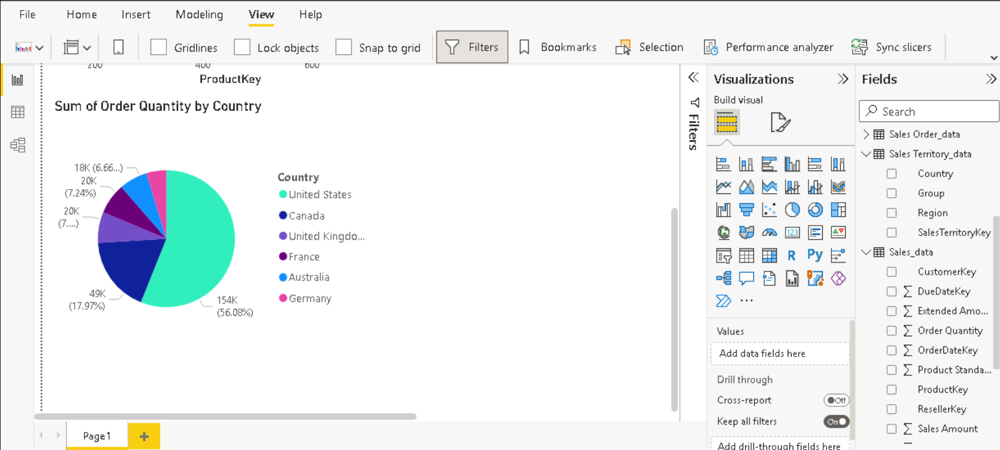 File Home Insert Modeling View Help
Gridlines Lock objects Snap to grid Filters Bookmarks Selection Performance analyzer Sync slicers
200 400 600
ProductKey
Sum of Order Quantity by Country
18K (6.66...)
20K
(7.24%)
20K
(7....)
49K
(17.97%)
154K
(56.08%)
Country
United States
Canada
United Kingdo...
France
Australia
Germany
Page1
Filters
Visualizations
Build visual
123
R Py
...
Values
Add data fields here
Drill through
Cross-report Off
Keep all filters On
Add drill-through fields here
Fields
Search
Sales Order_data
Sales Territory_data
Country
Group
Region
SalesTerritoryKey
Sales_data
CustomerKey
∑ DueDateKey
∑ Extended Amo...
∑ Order Quantity
∑ OrderDateKey
∑ Product Standa...
ProductKey
ResellerKey
∑ Sales Amount